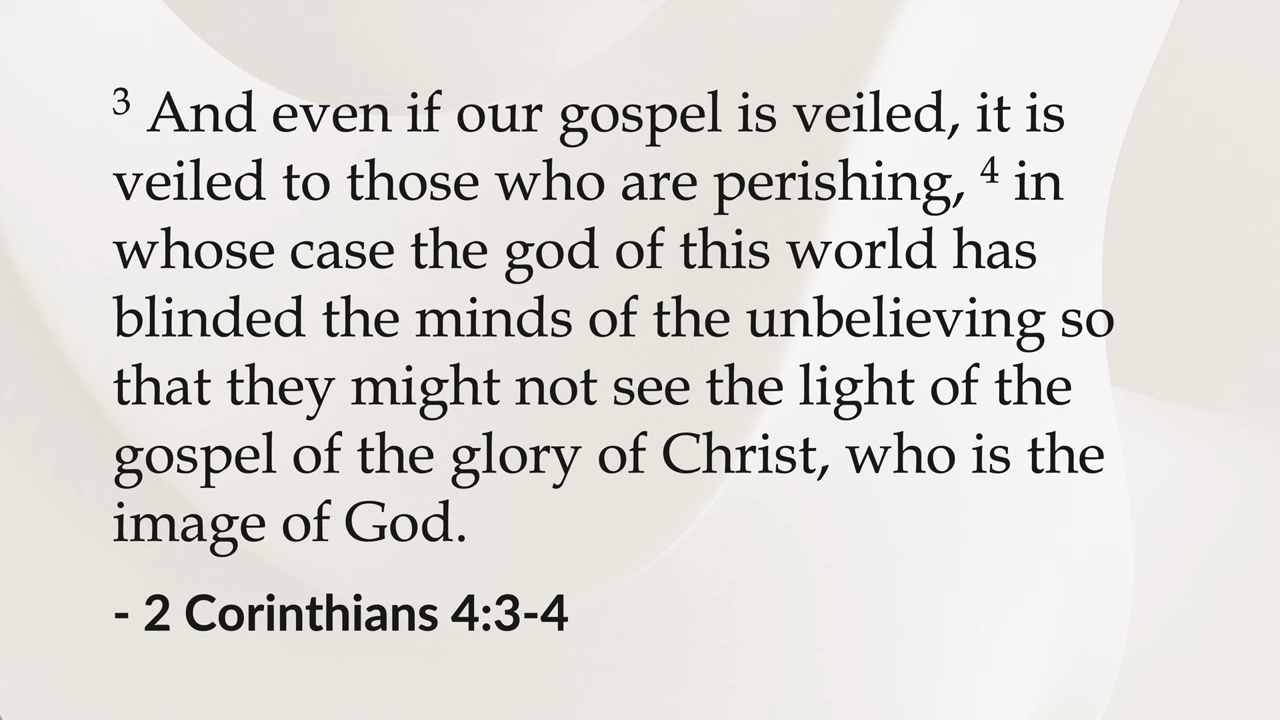 ³ And even if our gospel is veiled, it is
veiled to those who are perishing, ⁴ in
whose case the god of this world has
blinded the minds of the unbelieving so
that they might not see the light of the
gospel of the glory of Christ, who is the
image of God.
- 2 Corinthians 4:3-4